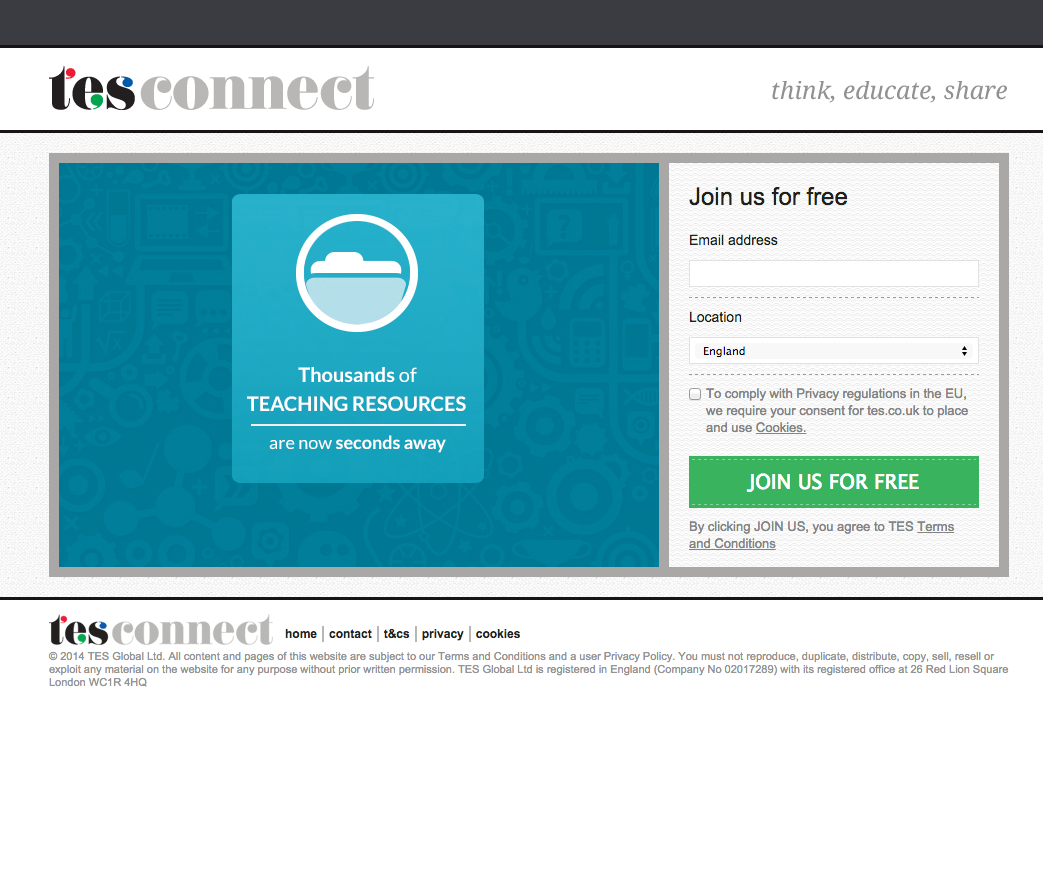 tes connect
think, educate, share
Thousands of
TEACHING RESOURCES
are now seconds away
Join us for free
Email address
Location
England
To comply with Privacy regulations in the EU,
we require your consent for tes.co.uk to place
and use Cookies.
JOIN US FOR FREE
By clicking JOIN US, you agree to TES Terms
and Conditions
tes connect
home | contact | t&cs | privacy | cookies
© 2014 TES Global Ltd. All content and pages of this website are subject to our Terms and Conditions and a user Privacy Policy. You must not reproduce, duplicate, distribute, copy, sell, resell or
exploit any material on the website for any purpose without prior written permission. TES Global Ltd is registered in England (Company No 02017289) with its registered office at 26 Red Lion Square
London WC1R 4HQ